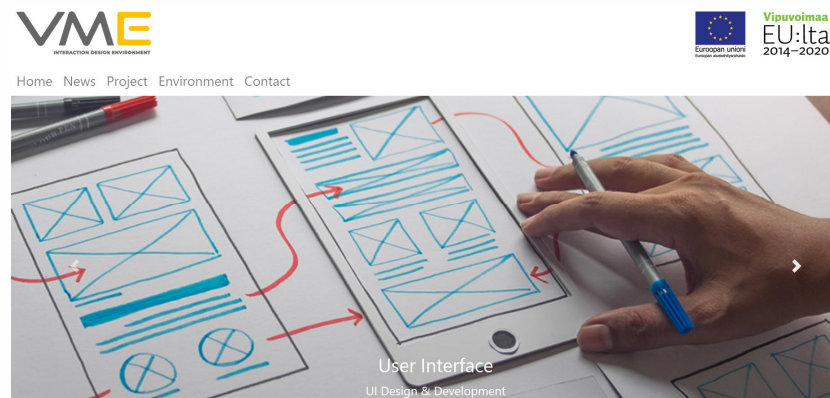 VME
INTERACTION DESIGN ENVIRONMENT
Euroopan unioni
Euroopan aluekehitysrahasto
Vipuvoimaa
EU:lta
2014–2020
Home News Project Environment Contact
User Interface
UI Design & Development